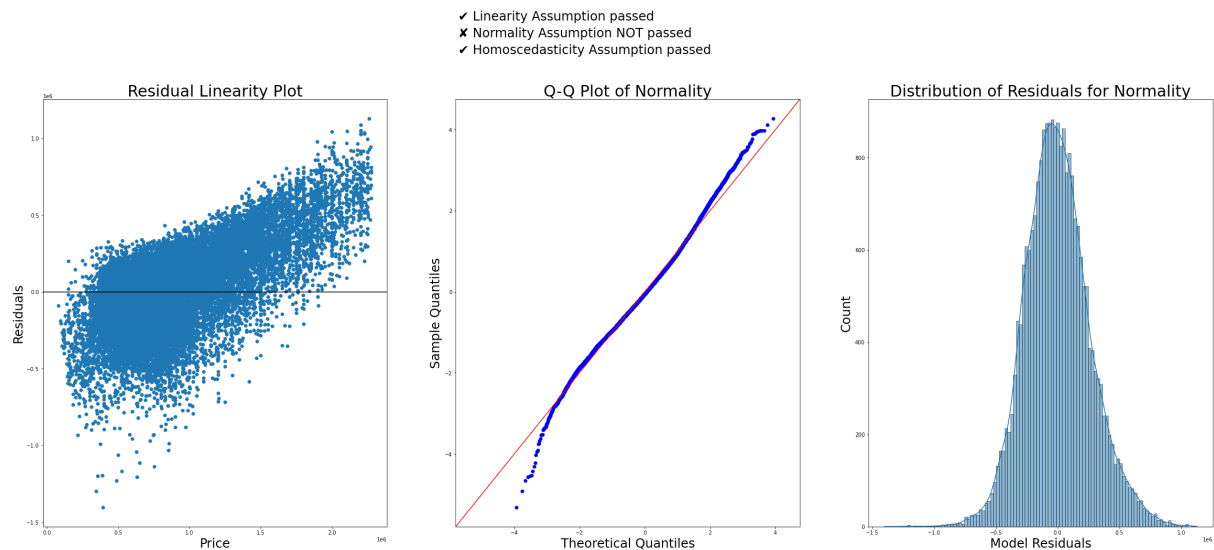 ✔ Linearity Assumption passed
✘ Normality Assumption NOT passed
✔ Homoscedasticity Assumption passed
Residual Linearity Plot
1e6
1.0
0.5
0.0
−0.5
−1.0
−1.5
Residuals
0.0 0.5 1.0 1.5 2.0
1e6
Price
Q-Q Plot of Normality
4
2
0
−2
−4
Sample Quantiles
−4 −2 0 2 4
Theoretical Quantiles
Distribution of Residuals for Normality
800
600
400
200
0
Count
−1.5 −1.0 −0.5 0.0 0.5 1.0
1e6
Model Residuals